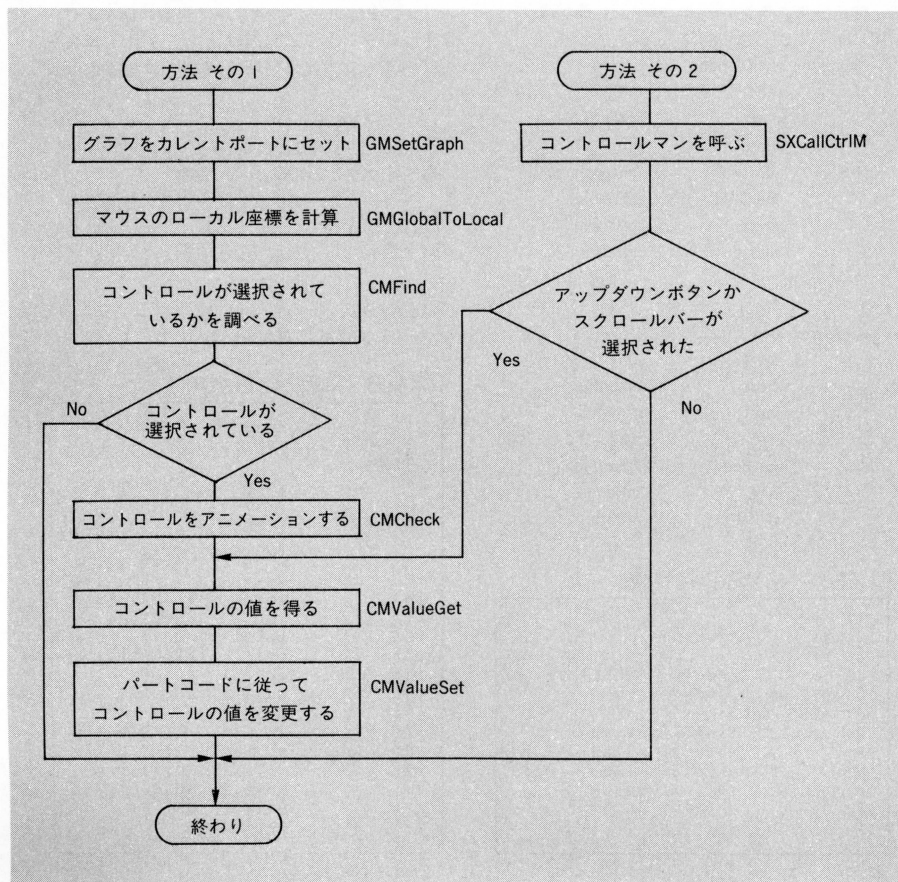 方法 その1
グラフをカレントポートにセット
GMSetGraph
マウスのローカル座標を計算
GMGlobalToLocal
コントロールが選択されて
いるかを調べる
CMFind
コントロールが
選択されている
No
Yes
コントロールをアニメーションする
CMCheck
コントロールの値を得る
CMValueGet
パートコードに従って
コントロールの値を変更する
CMValueSet
終わり
方法 その2
コントロールマンを呼ぶ
SXCallCtrlM
アップダウンボタンか
スクロールバーが
選択された
Yes
No